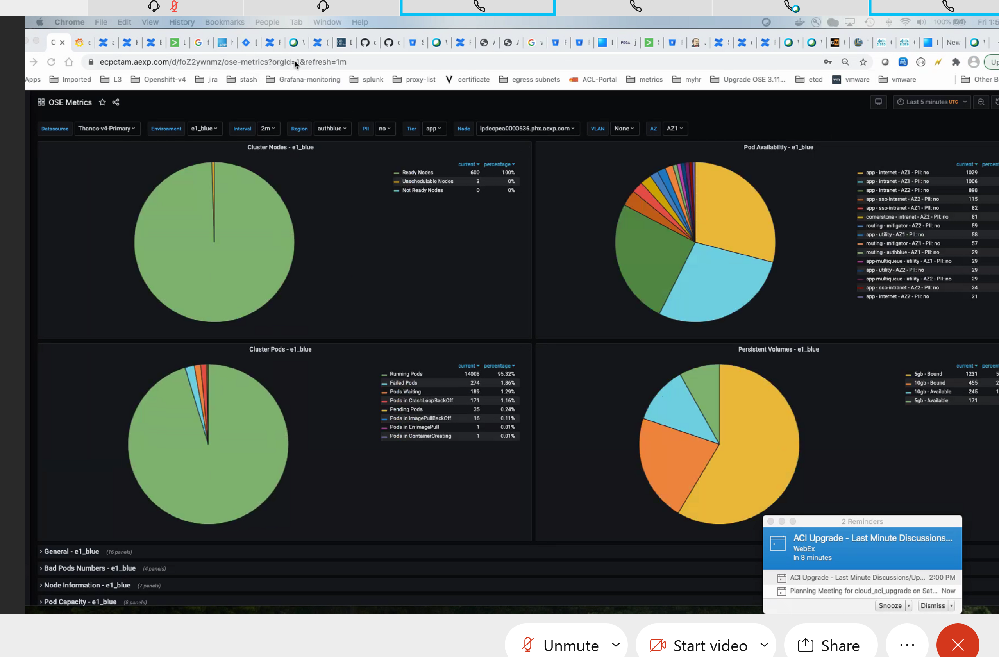 Chrome File Edit View History Bookmarks People Tab Window Help 100% Fri 1:5
New
ecpctam.aexp.com/d/foZ2ywnmz/ose-metrics?orgId=1&refresh=1m Up
Apps Imported L3 Openshift-v4 jira stash Grafana-monitoring splunk proxy-list certificate egress subnets ACL-Portal metrics myhr Upgrade OSE 3.11... etcd vm vmware vmware Other B
OSE Metrics Last 5 minutes UTC
Datasource Thanos-v4-Primary Environment e1_blue Interval 2m Region authblue PII no Tier app Node lpdecpea0000636.phx.aexp.com VLAN None AZ AZ1
Cluster Nodes - e1_blue
current percentage
Ready Nodes 600 100%
Unschedulable Nodes 3 0%
Not Ready Nodes 0 0%
Pod Availabiltiy - e1_blue
current percent
app - internet - AZ1 - PII: no 1029
app - intranet - AZ1 - PII: no 1006
app - intranet - AZ2 - PII: no 898
app - sso-internet - AZ2 - PII: no 115
app - sso-intranet - AZ1 - PII: no 82
cornerstone - intranet - AZ2 - PII: no 81
routing - mitigator - AZ2 - PII: no 59
app - utility - AZ1 - PII: no 58
routing - mitigator - AZ1 - PII: no 57
routing - authblue - AZ1 - PII: no 29
app-multiqueue - utility - AZ1 - PII: no 29
app - utility - AZ2 - PII: no 29
app-multiqueue - utility - AZ2 - PII: no 29
app - sso-intranet - AZ2 - PII: no 24
app - internet - AZ2 - PII: no 21
Cluster Pods - e1_blue
current percentage
Running Pods 14008 95.32%
Failed Pods 274 1.86%
Pods Waiting 189 1.29%
Pods in CrashLoopBackOff 171 1.16%
Pending Pods 35 0.24%
Pods in ImagePullBackOff 16 0.11%
Pods in ErrImagePull 1 0.01%
Pods in ContainerCreating 1 0.01%
Persistent Volumes - e1_blue
current percent
5gb - Bound 1231 5
10gb - Bound 455 2
10gb - Available 245 1
5gb - Available 171
General - e1_blue (16 panels)
Bad Pods Numbers - e1_blue (4 panels)
Node Information - e1_blue (7 panels)
Pod Capacity - e1_blue (8 panels)
2 Reminders
ACI Upgrade - Last Minute Discussions...
WebEx
In 8 minutes
ACI Upgrade - Last Minute Discussions/Up... 2:00 PM
Planning Meeting for cloud_aci_upgrade on Sat... Now
Snooze Dismiss
Unmute Start video Share